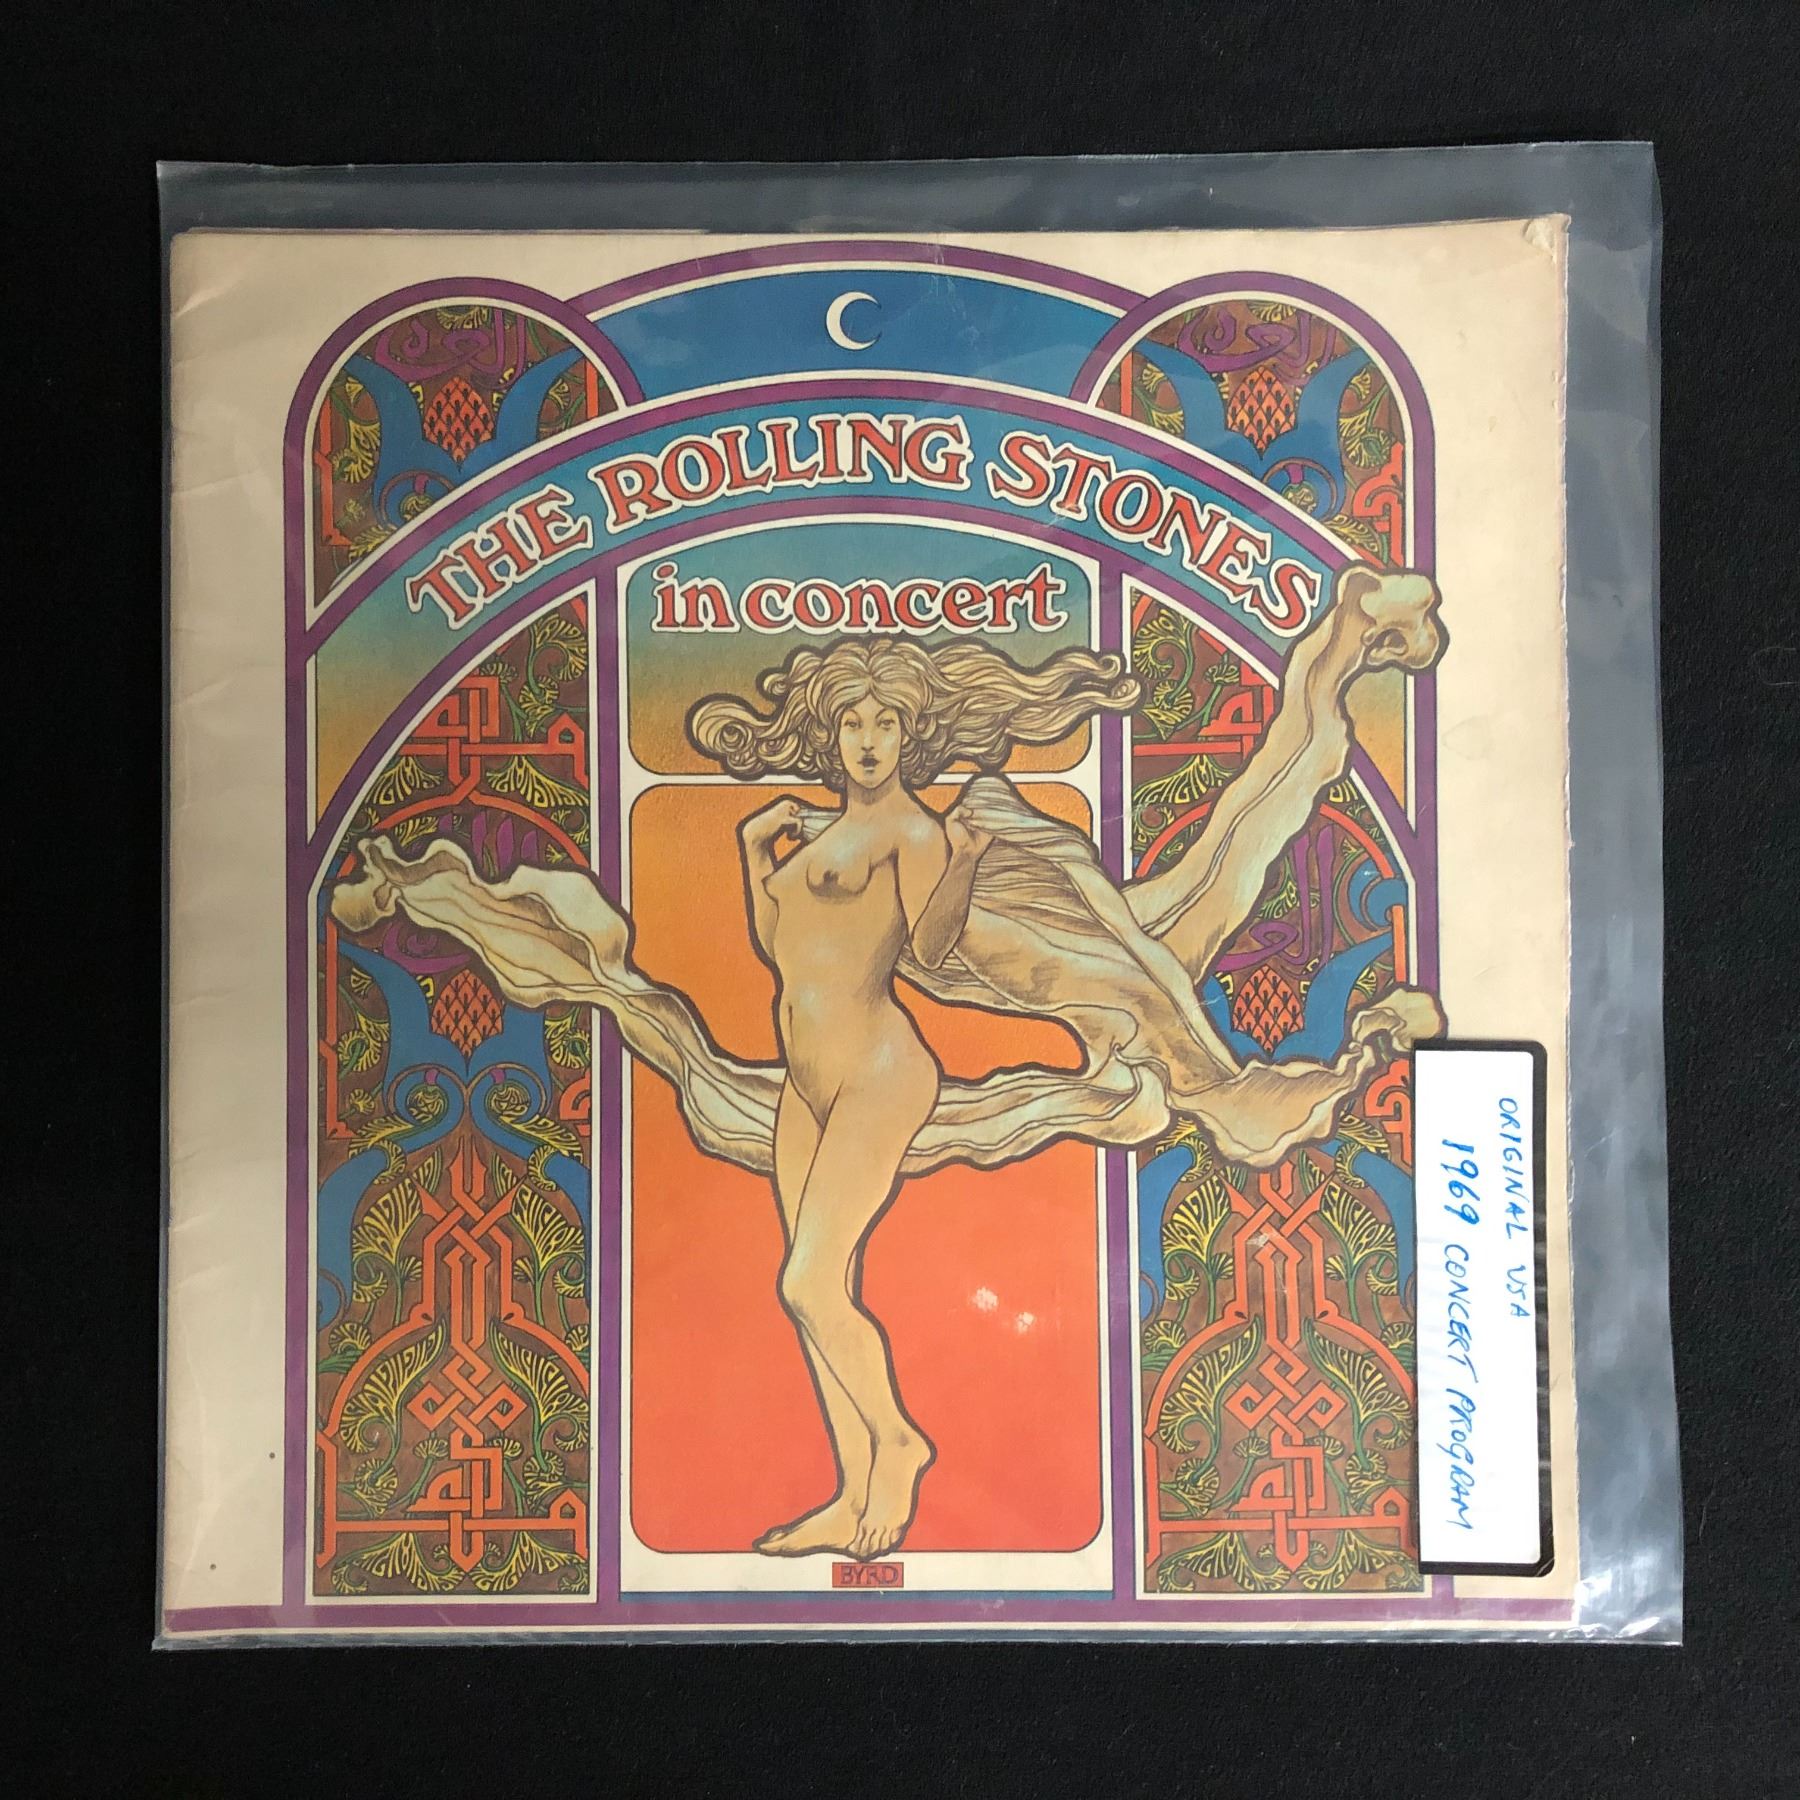 THE ROLLING STONES
in concert
BYRD
ORIGINAL USA
1969 CONCERT PROGRAM